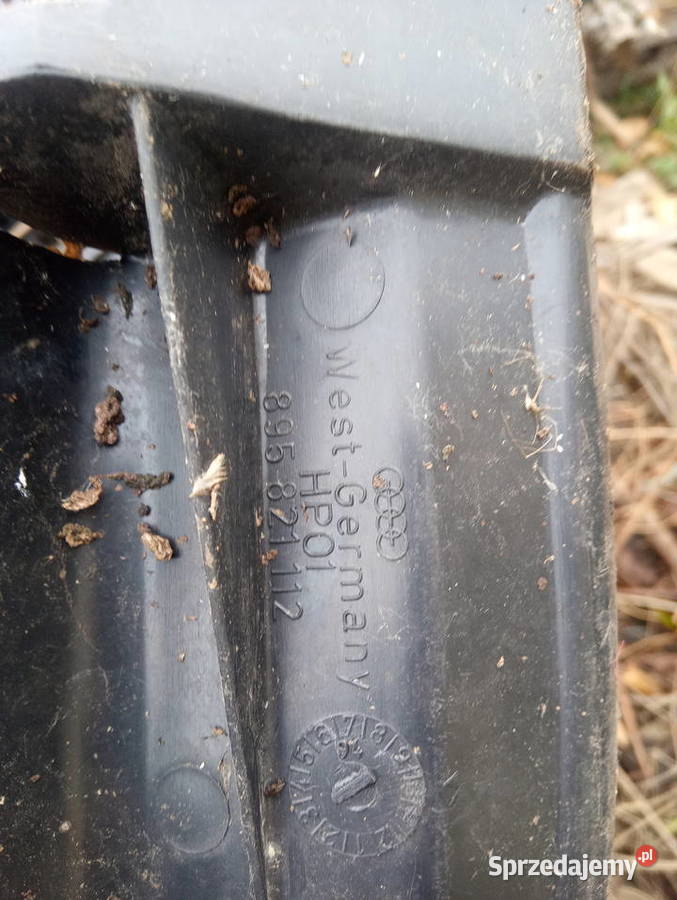 West-Germany
HP01
895 821 112
Sprzedajemy.pl